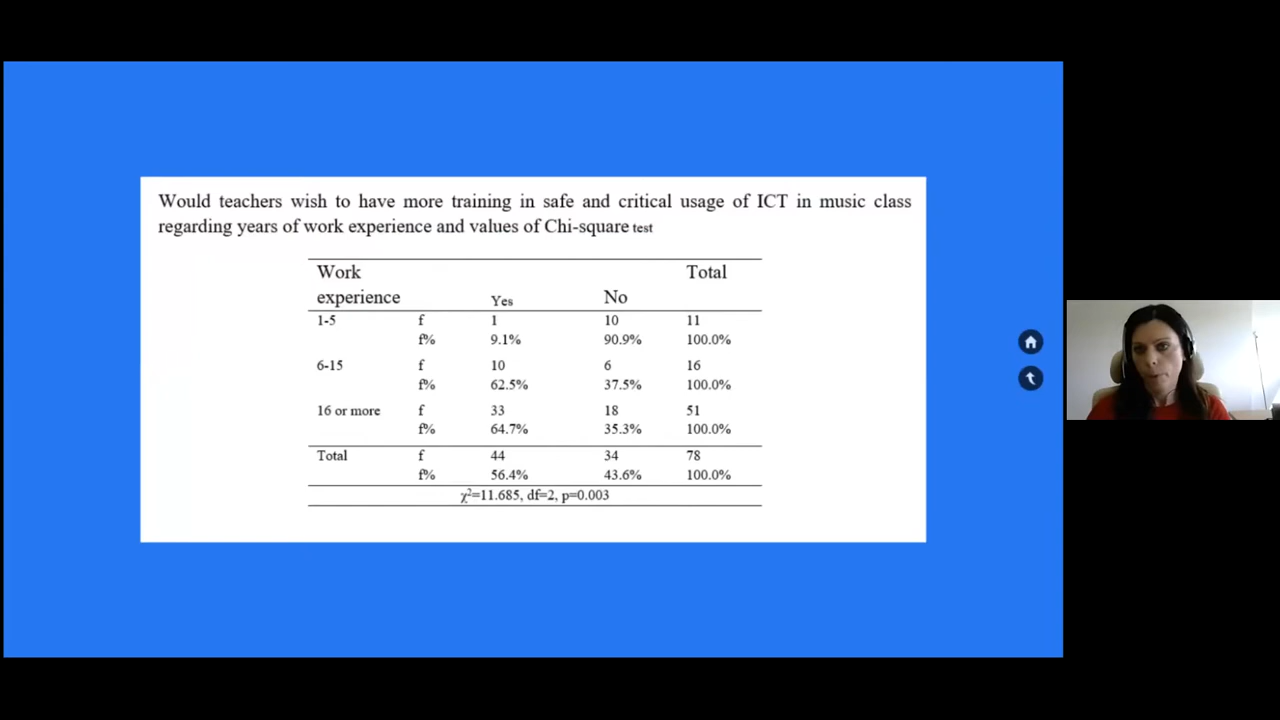 Would teachers wish to have more training in safe and critical usage of ICT in music class
regarding years of work experience and values of Chi-square test
Work Total
experience Yes No
1-5 f 1 10 11
f% 9.1% 90.9% 100.0%
6-15 f 10 6 16
f% 62.5% 37.5% 100.0%
16 or more f 33 18 51
f% 64.7% 35.3% 100.0%
Total f 44 34 78
f% 56.4% 43.6% 100.0%
χ²=11.685, df=2, p=0.003